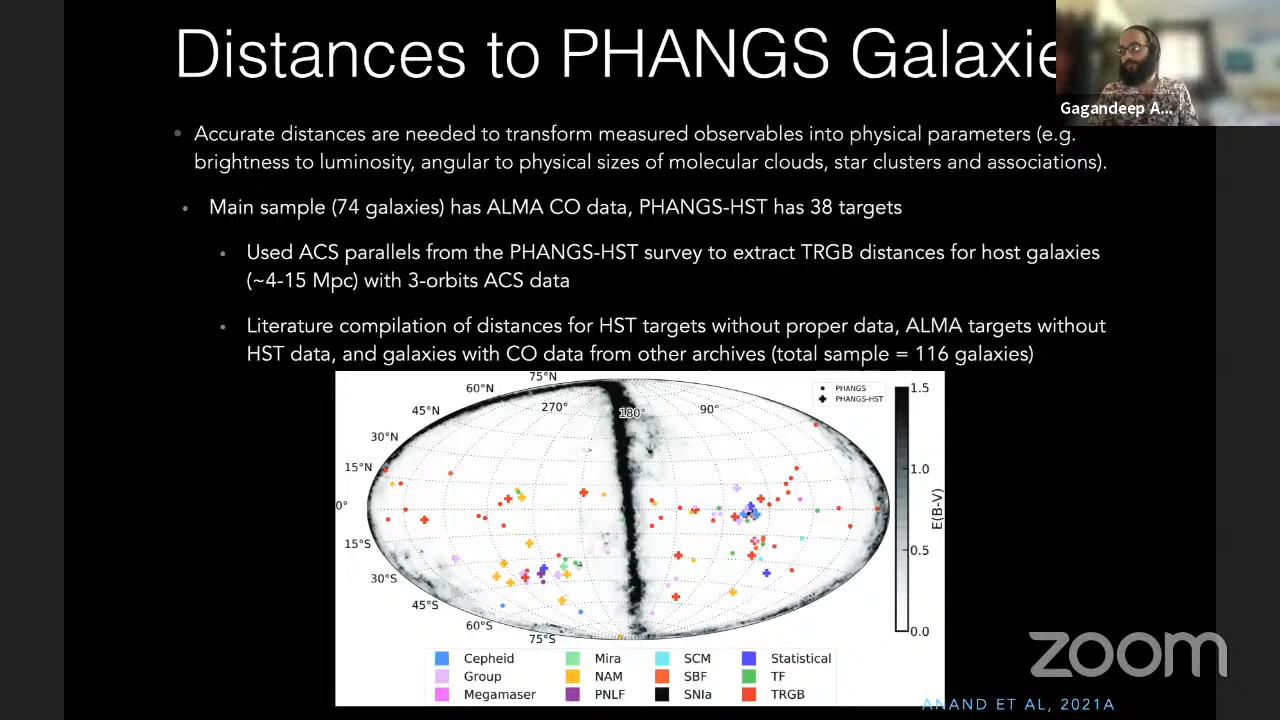 Distances to PHANGS Galaxie
Gagandeep A...
• Accurate distances are needed to transform measured observables into physical parameters (e.g.
brightness to luminosity, angular to physical sizes of molecular clouds, star clusters and associations).
• Main sample (74 galaxies) has ALMA CO data, PHANGS-HST has 38 targets
• Used ACS parallels from the PHANGS-HST survey to extract TRGB distances for host galaxies
(~4-15 Mpc) with 3-orbits ACS data
• Literature compilation of distances for HST targets without proper data, ALMA targets without
HST data, and galaxies with CO data from other archives (total sample = 116 galaxies)
75°N
60°N
45°N
30°N
15°N
0°
15°S
30°S
45°S
60°S
75°S
270°
180°
90°
PHANGS
PHANGS-HST
1.5
1.0
0.5
0.0
E(B-V)
Cepheid Mira SCM Statistical
Group NAM SBF TF
Megamaser PNLF SNIa TRGB
zoom
ANAND ET AL, 2021A